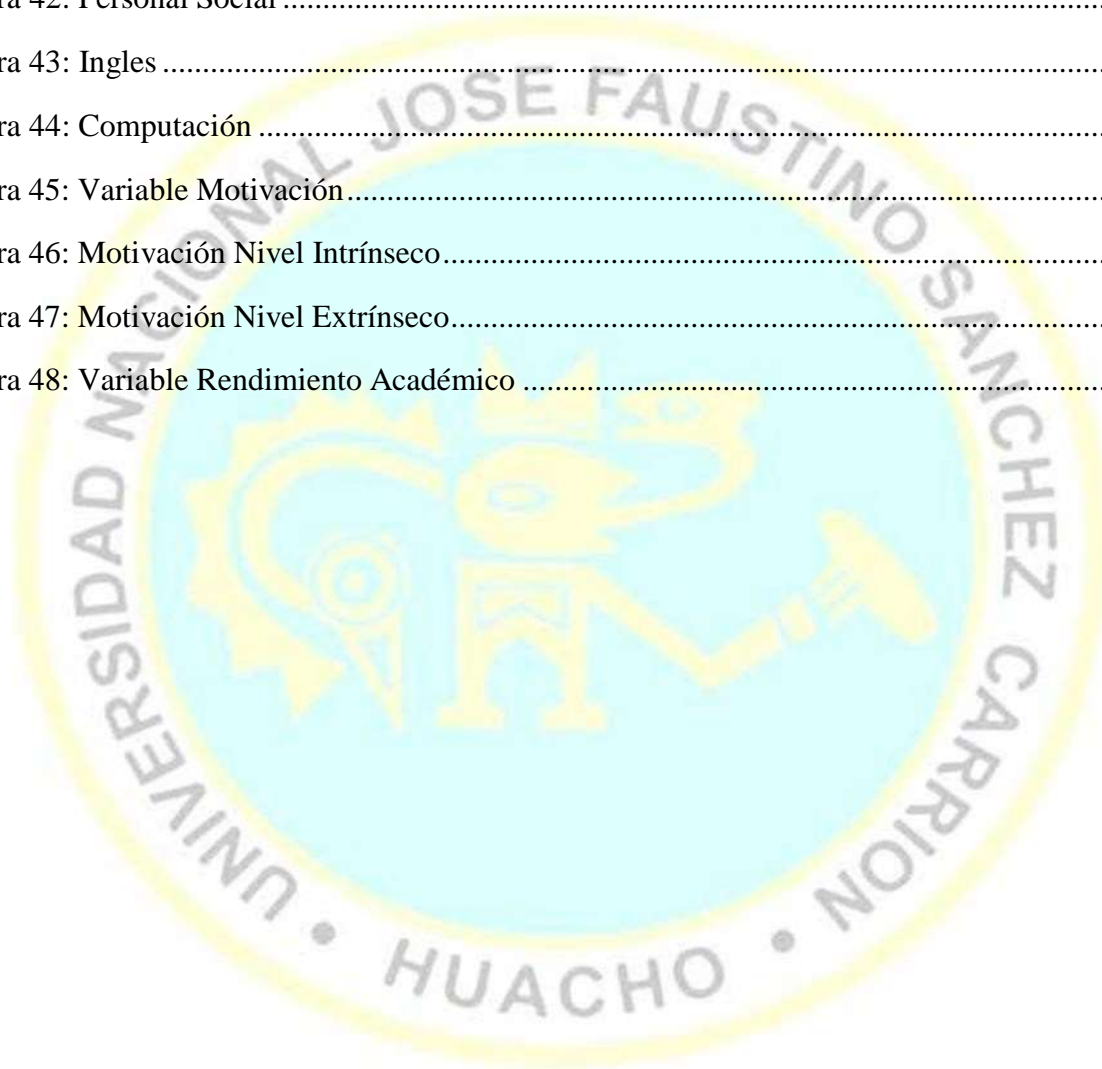 ra 42: Personal Social
ra 43: Ingles
ra 44: Computación
ra 45: Variable Motivación
ra 46: Motivación Nivel Intrínseco
ra 47: Motivación Nivel Extrínseco
ra 48: Variable Rendimiento Académico
UNIVERSIDAD NACIONAL JOSE FAUSTINO SANCHEZ CARRION • HUACHO •